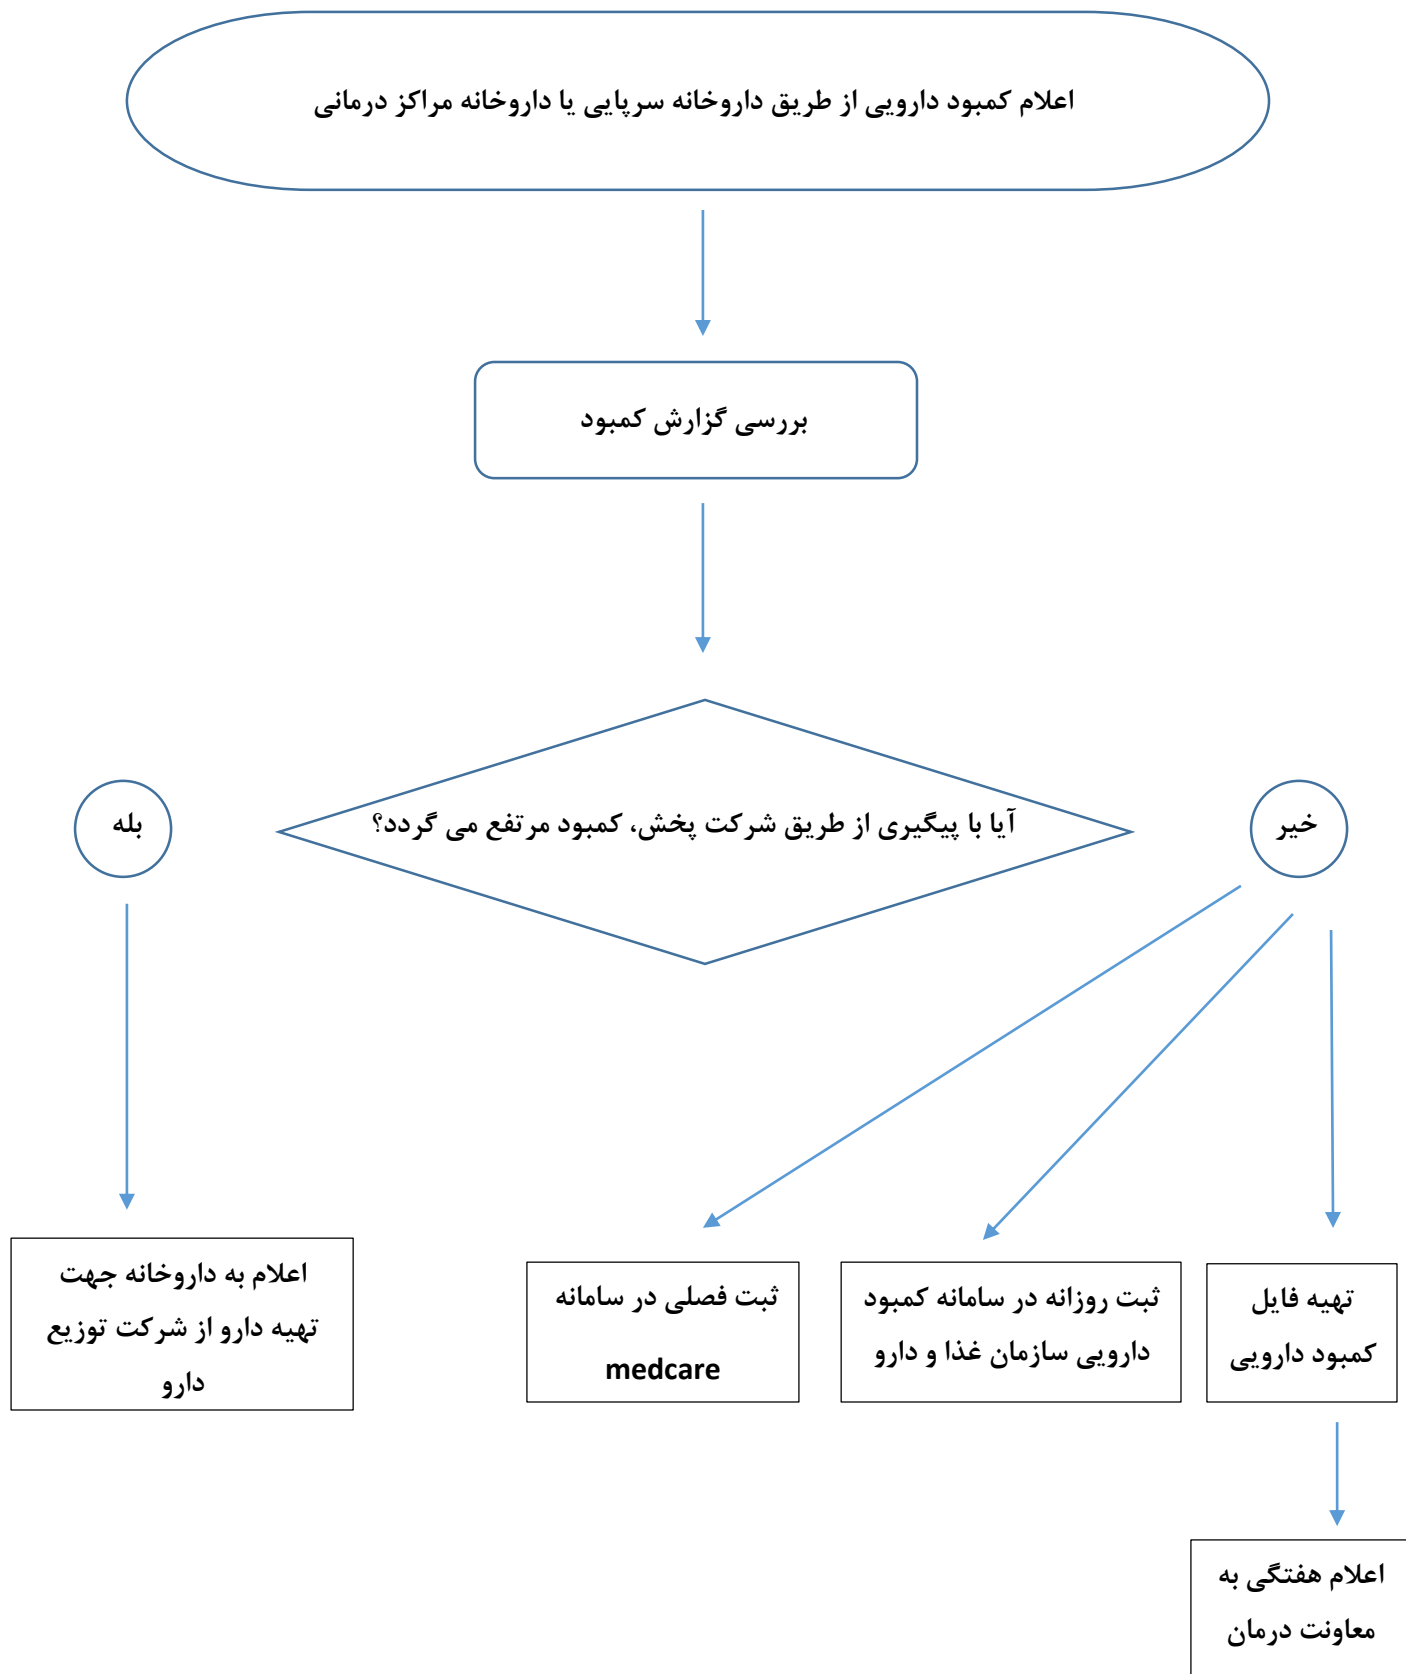 اعلام کمبود دارویی از طریق داروخانه سرپایی یا داروخانه مراکز درمانی
بررسی گزارش کمبود
آیا با پیگیری از طریق شرکت پخش، کمبود مرتفع می گردد؟
خیر
بله
تهیه فایل
کمبود دارویی
ثبت روزانه در سامانه کمبود
دارویی سازمان غذا و دارو
ثبت فصلی در سامانه
medcare
اعلام به داروخانه جهت
تهیه دارو از شرکت توزیع
دارو
اعلام هفتگی به
معاونت درمان